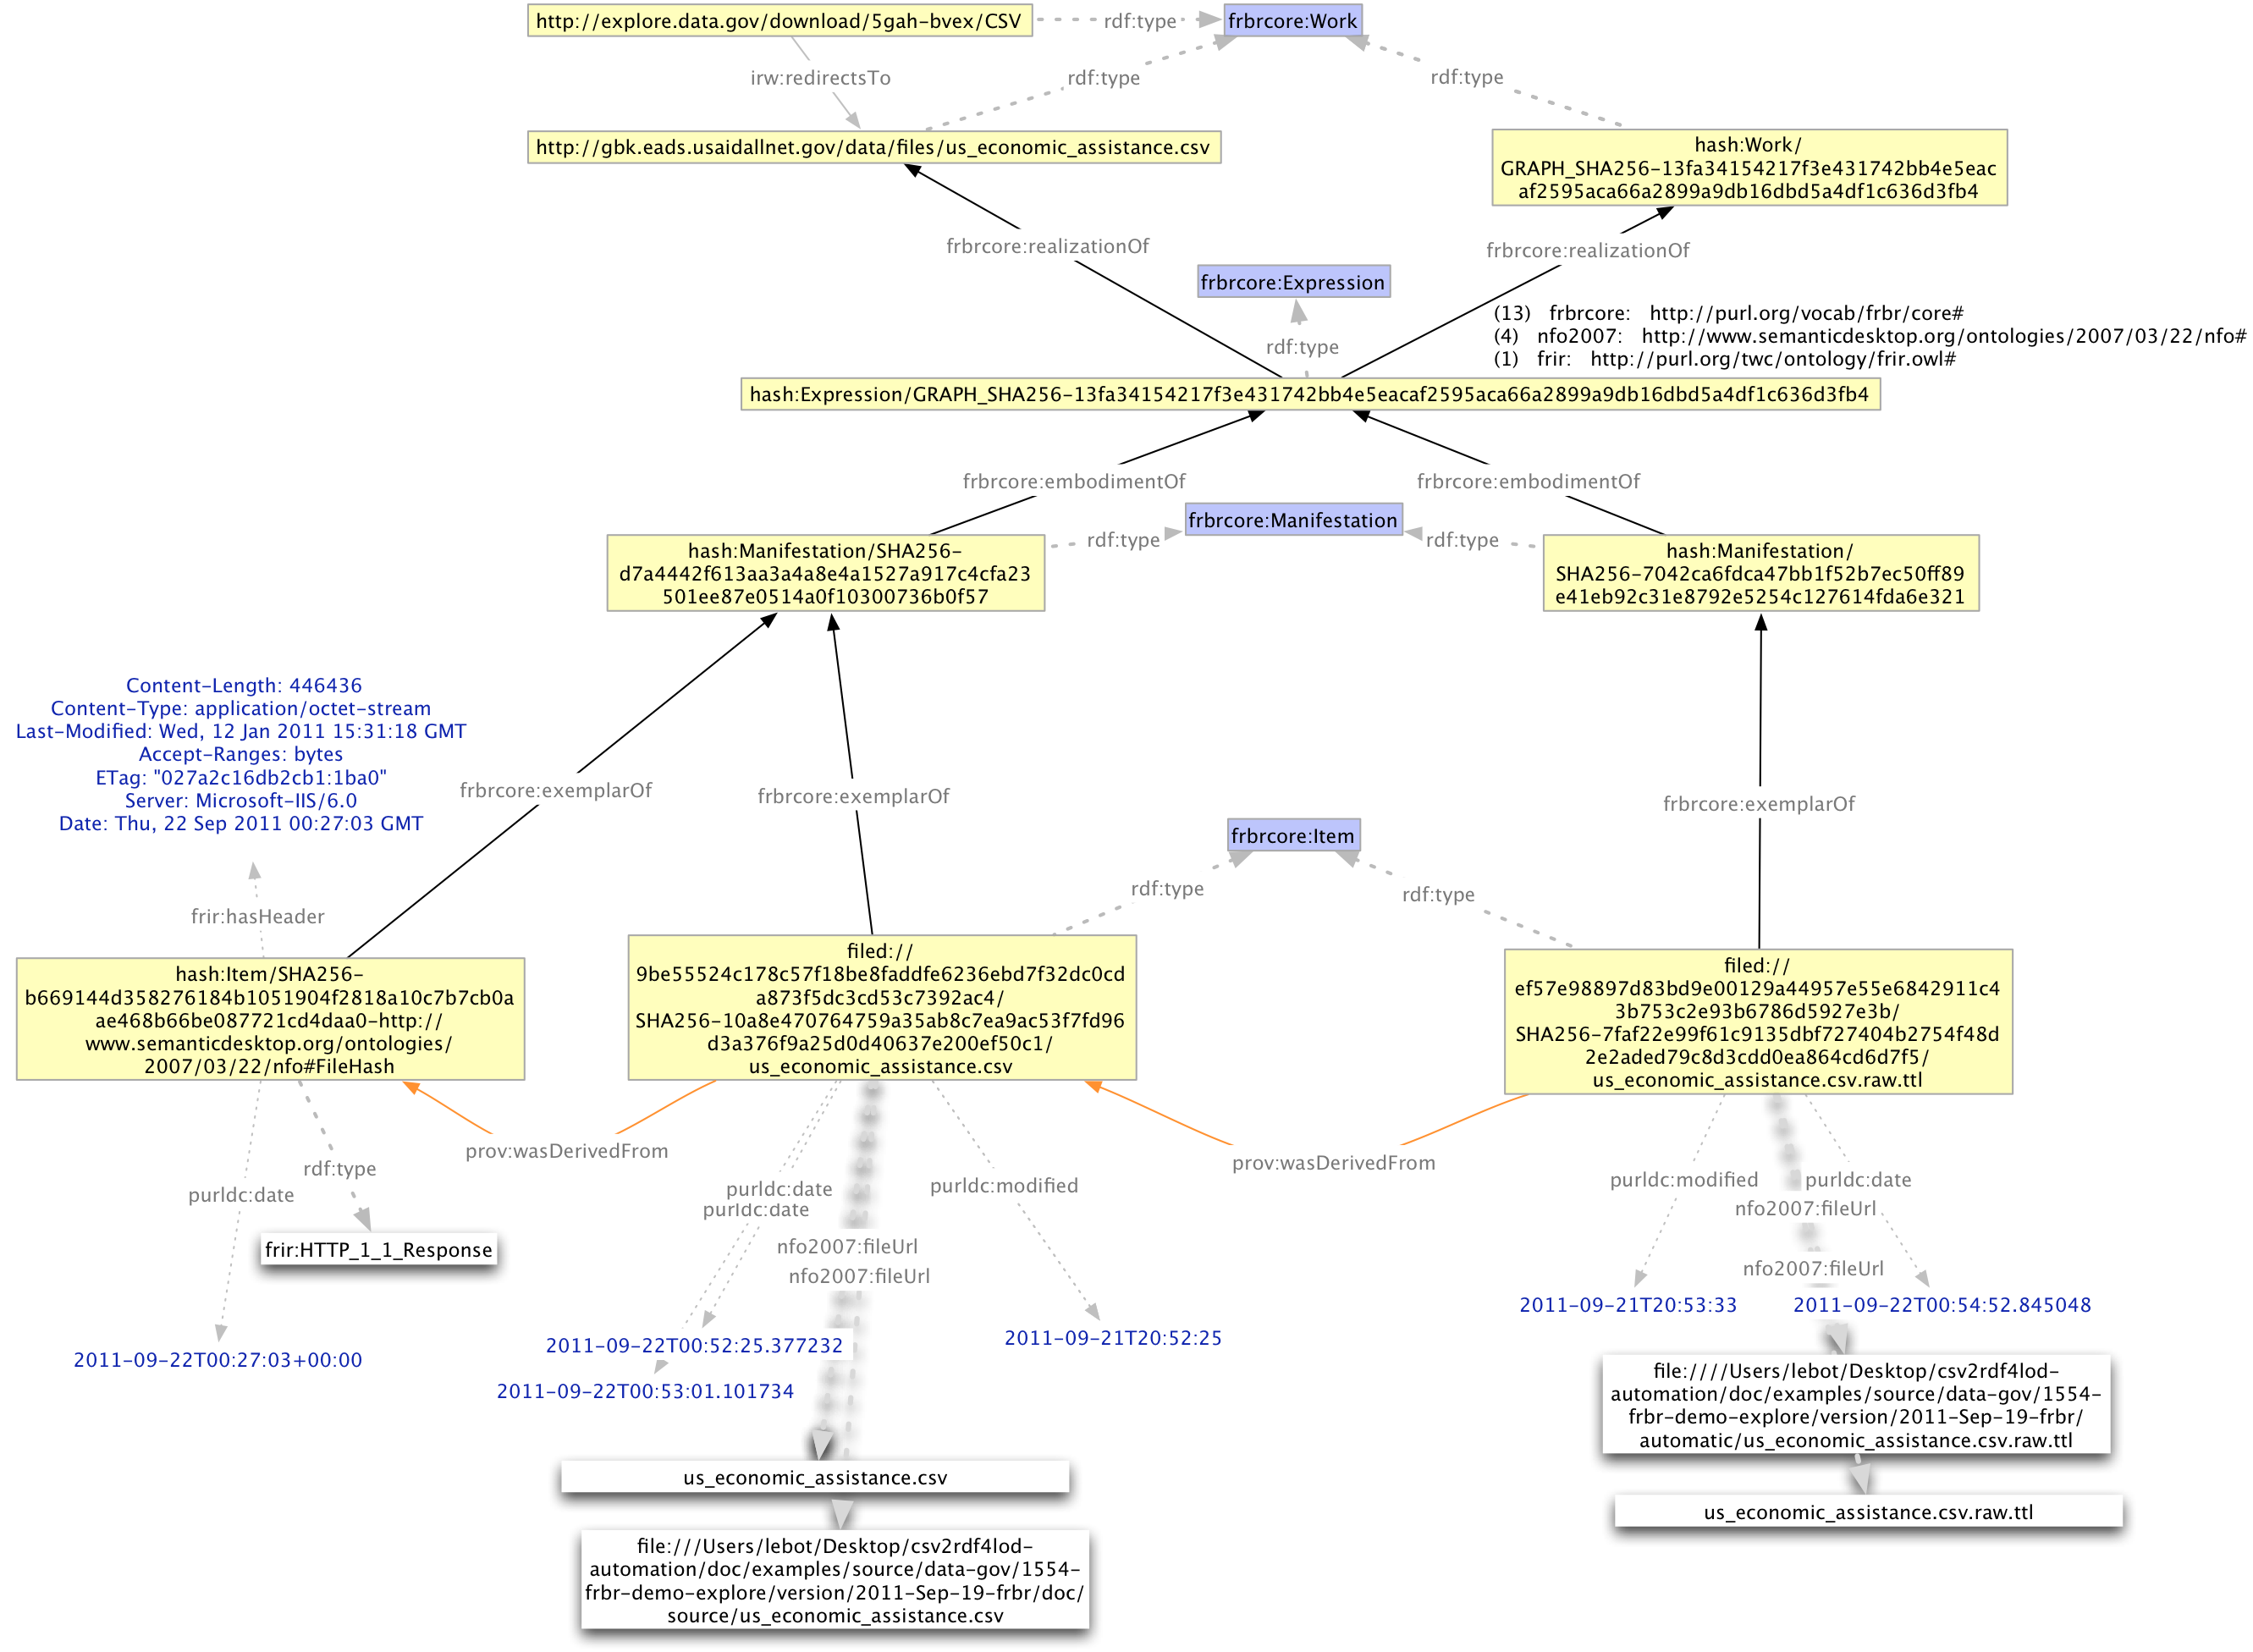 http://explore.data.gov/download/5gah-bvex/CSV
rdf:type
frbrcore:Work
irw:redirectsTo
rdf:type
rdf:type
http://gbk.eads.usaidallnet.gov/data/files/us_economic_assistance.csv
hash:Work/
GRAPH_SHA256-13fa34154217f3e431742bb4e5eac
af2595aca66a2899a9db16dbd5a4df1c636d3fb4
frbrcore:realizationOf
frbrcore:realizationOf
frbrcore:Expression
(13) frbrcore: http://purl.org/vocab/frbr/core#
(4) nfo2007: http://www.semanticdesktop.org/ontologies/2007/03/22/nfo#
(1) frir: http://purl.org/twc/ontology/frir.owl#
rdf:type
hash:Expression/GRAPH_SHA256-13fa34154217f3e431742bb4e5eacaf2595aca66a2899a9db16dbd5a4df1c636d3fb4
frbrcore:embodimentOf
frbrcore:embodimentOf
frbrcore:Manifestation
rdf:type
rdf:type
hash:Manifestation/SHA256-
d7a4442f613aa3a4a8e4a1527a917c4cfa23
501ee87e0514a0f10300736b0f57
hash:Manifestation/
SHA256-7042ca6fdca47bb1f52b7ec50ff89
e41eb92c31e8792e5254c127614fda6e321
Content-Length: 446436
Content-Type: application/octet-stream
Last-Modified: Wed, 12 Jan 2011 15:31:18 GMT
Accept-Ranges: bytes
ETag: "027a2c16db2cb1:1ba0"
Server: Microsoft-IIS/6.0
Date: Thu, 22 Sep 2011 00:27:03 GMT
frbrcore:exemplarOf
frbrcore:exemplarOf
frbrcore:exemplarOf
frbrcore:Item
rdf:type
rdf:type
frir:hasHeader
hash:Item/SHA256-
b669144d358276184b1051904f2818a10c7b7cb0a
ae468b66be087721cd4daa0-http://
www.semanticdesktop.org/ontologies/
2007/03/22/nfo#FileHash
filed://
9be55524c178c57f18be8faddfe6236ebd7f32dc0cd
a873f5dc3cd53c7392ac4/
SHA256-10a8e470764759a35ab8c7ea9ac53f7fd96
d3a376f9a25d0d40637e200ef50c1/
us_economic_assistance.csv
filed://
ef57e98897d83bd9e00129a44957e55e6842911c4
3b753c2e93b6786d5927e3b/
SHA256-7faf22e99f61c9135dbf727404b2754f48d
2e2aded79c8d3cdd0ea864cd6d7f5/
us_economic_assistance.csv.raw.ttl
prov:wasDerivedFrom
prov:wasDerivedFrom
rdf:type
purldc:date
purldc:date
purldc:date
purldc:modified
purldc:modified
purldc:date
nfo2007:fileUrl
nfo2007:fileUrl
nfo2007:fileUrl
nfo2007:fileUrl
frir:HTTP_1_1_Response
2011-09-21T20:53:33
2011-09-22T00:54:52.845048
2011-09-22T00:27:03+00:00
2011-09-22T00:52:25.377232
2011-09-21T20:52:25
2011-09-22T00:53:01.101734
file:////Users/lebot/Desktop/csv2rdf4lod-
automation/doc/examples/source/data-gov/1554-
frbr-demo-explore/version/2011-Sep-19-frbr/
automatic/us_economic_assistance.csv.raw.ttl
us_economic_assistance.csv
us_economic_assistance.csv.raw.ttl
file:///Users/lebot/Desktop/csv2rdf4lod-
automation/doc/examples/source/data-gov/1554-
frbr-demo-explore/version/2011-Sep-19-frbr/doc/
source/us_economic_assistance.csv